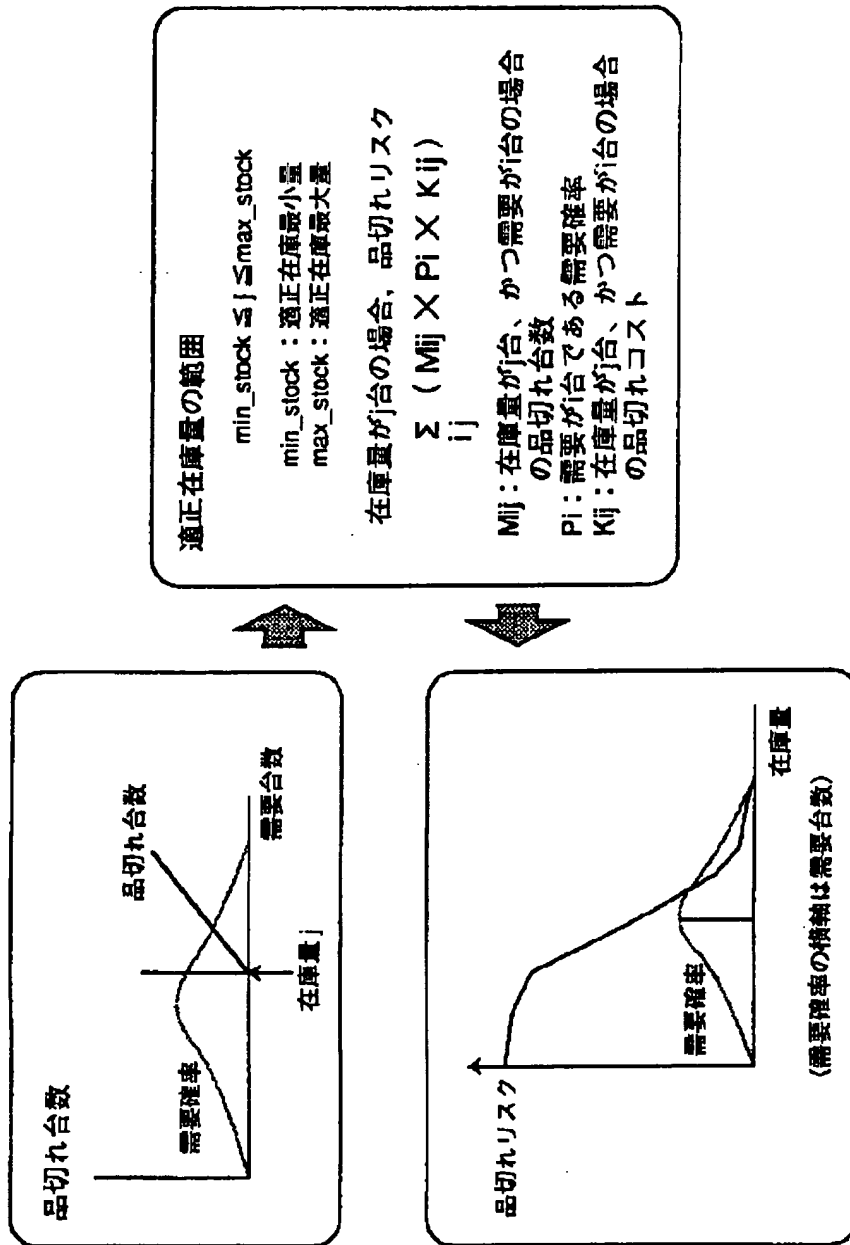 品切れ台数
品切れ台数
需要確率
需要台数
在庫量j
適正在庫量の範囲
min_stock≦j≦max_stock
min_stock：適正在庫最小量
max_stock：適正在庫最大量
在庫量がj台の場合，品切れリスク
Σ（Mij×Pi×Kij）
ij
Mij：在庫量がj台、かつ需要がi台の場合
の品切れ台数
Pi：需要がi台である需要確率
Kij：在庫量がj台、かつ需要がi台の場合
の品切れコスト
品切れリスク
需要確率
在庫量
(需要確率の横軸は需要台数)